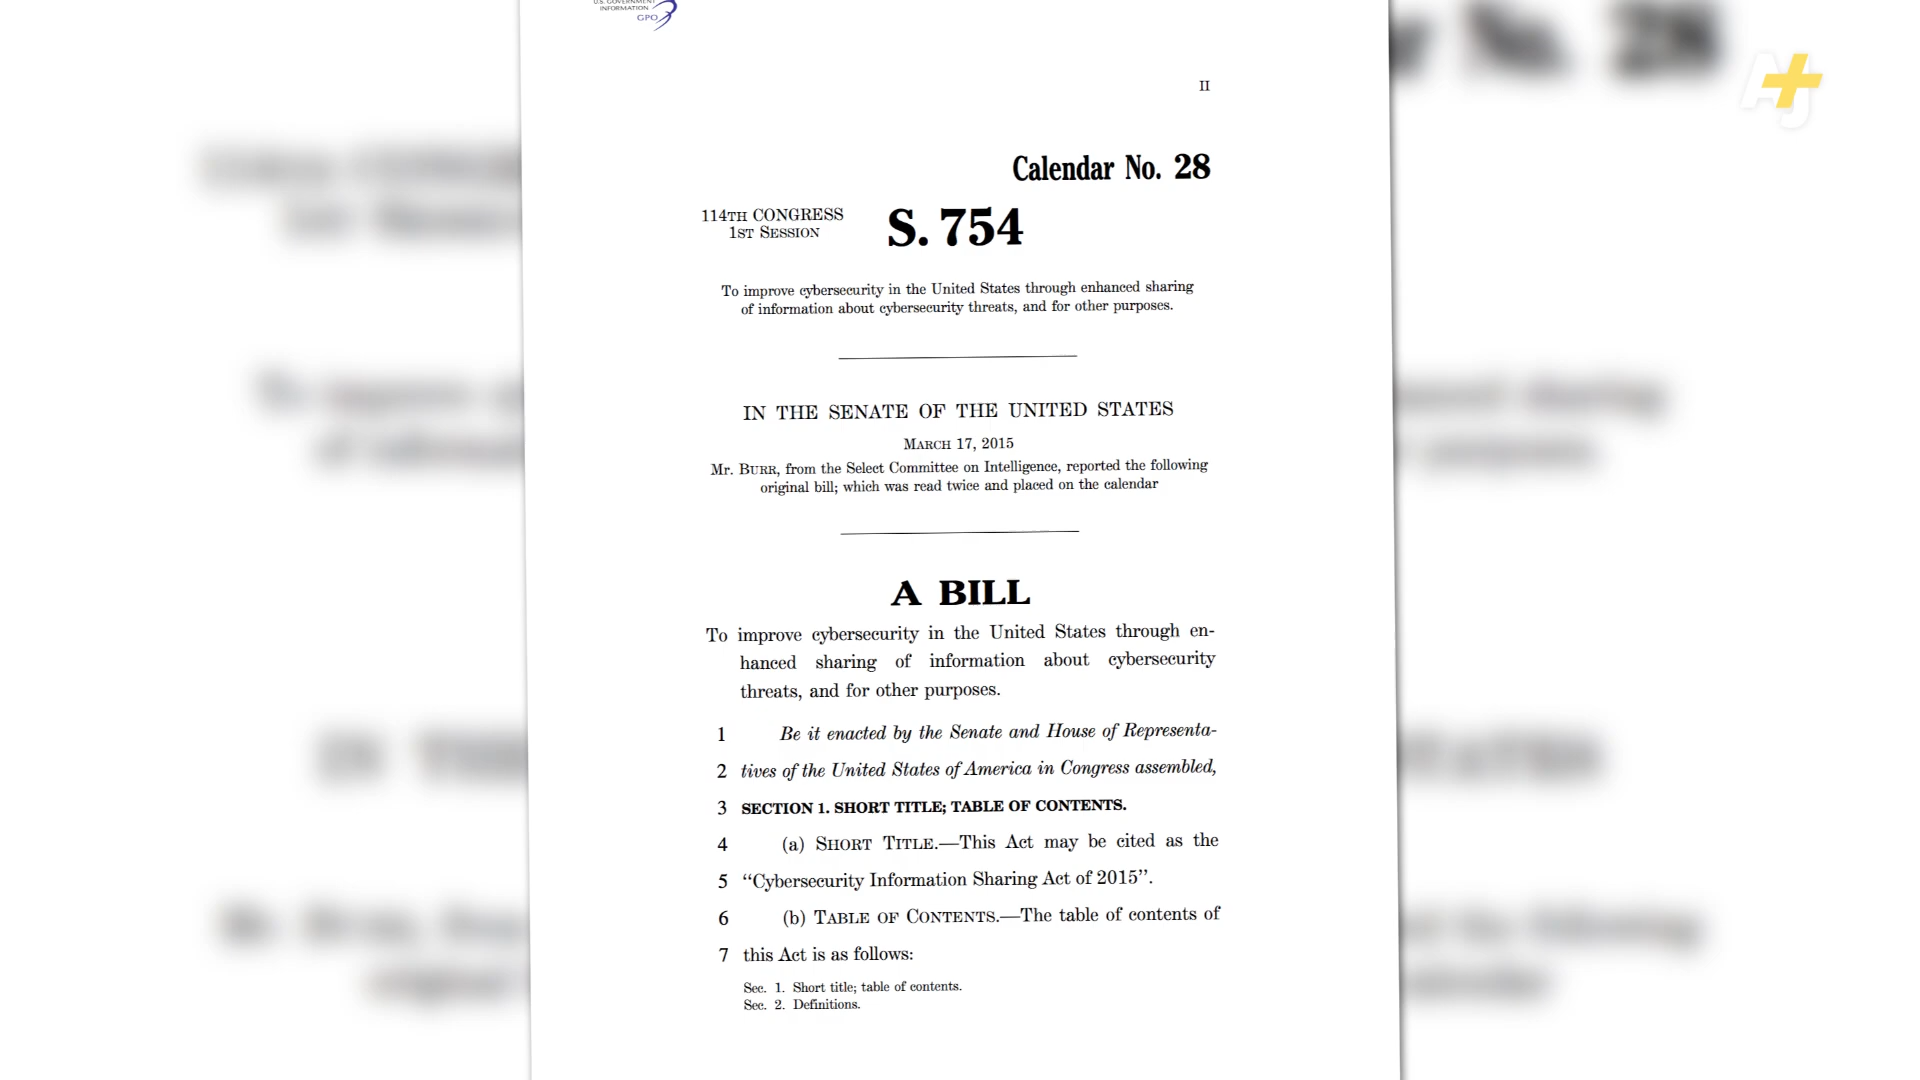 U.S. GOVERNMENT
INFORMATION
GPO
II
Calendar No. 28
114TH CONGRESS
1ST SESSION
S. 754
To improve cybersecurity in the United States through enhanced sharing
of information about cybersecurity threats, and for other purposes.
IN THE SENATE OF THE UNITED STATES
MARCH 17, 2015
Mr. BURR, from the Select Committee on Intelligence, reported the following
original bill; which was read twice and placed on the calendar
A BILL
To improve cybersecurity in the United States through en-
hanced sharing of information about cybersecurity
threats, and for other purposes.
1 Be it enacted by the Senate and House of Representa-
2 tives of the United States of America in Congress assembled,
3 SECTION 1. SHORT TITLE; TABLE OF CONTENTS.
4 (a) SHORT TITLE.—This Act may be cited as the
5 ‘‘Cybersecurity Information Sharing Act of 2015’’.
6 (b) TABLE OF CONTENTS.—The table of contents of
7 this Act is as follows:
Sec. 1. Short title; table of contents.
Sec. 2. Definitions.
r No. 28
AJ+